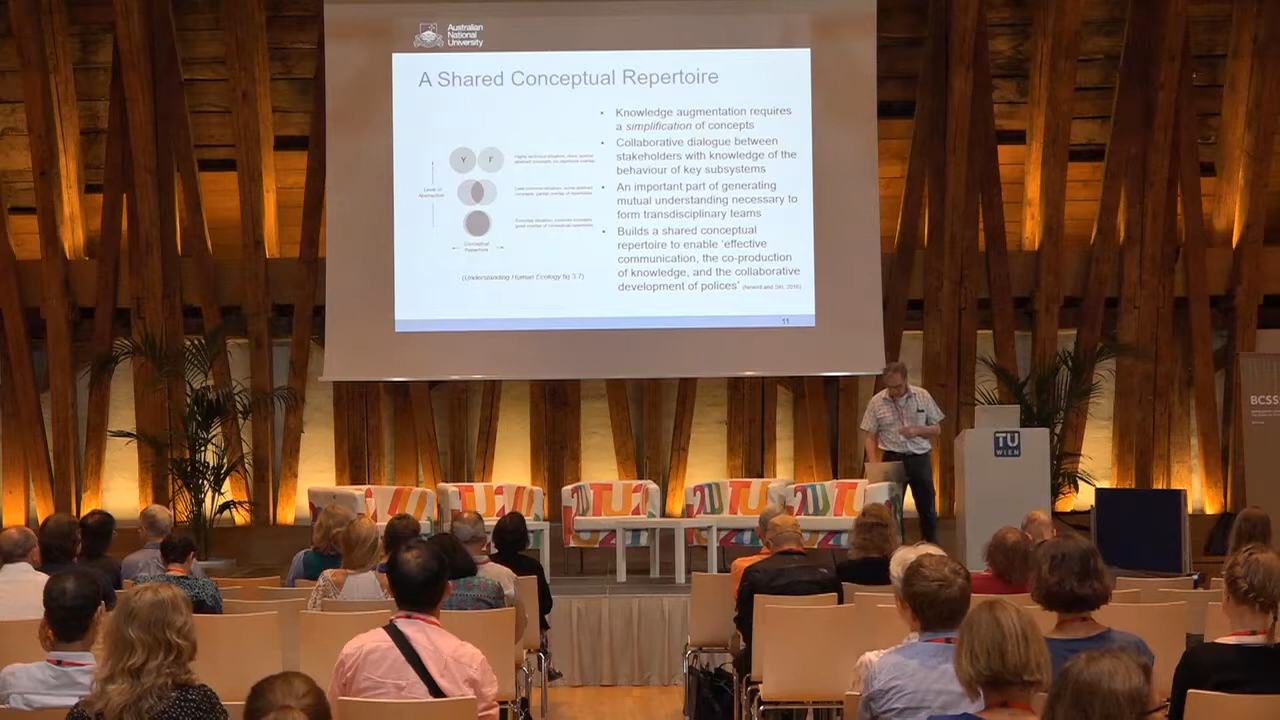 Australian
National
University
A Shared Conceptual Repertoire
• Knowledge augmentation requires
a simplification of concepts
• Collaborative dialogue between
stakeholders with knowledge of the
behaviour of key subsystems
• An important part of generating
mutual understanding necessary to
form transdisciplinary teams
• Builds a shared conceptual
repertoire to enable 'effective
communication, the co-production
of knowledge, and the collaborative
development of polices'
Y F
Level of
Abstraction
Conceptual
Repertoire
(Understanding Human Ecology fig 3.7)
11
TU
WIEN
BCSS